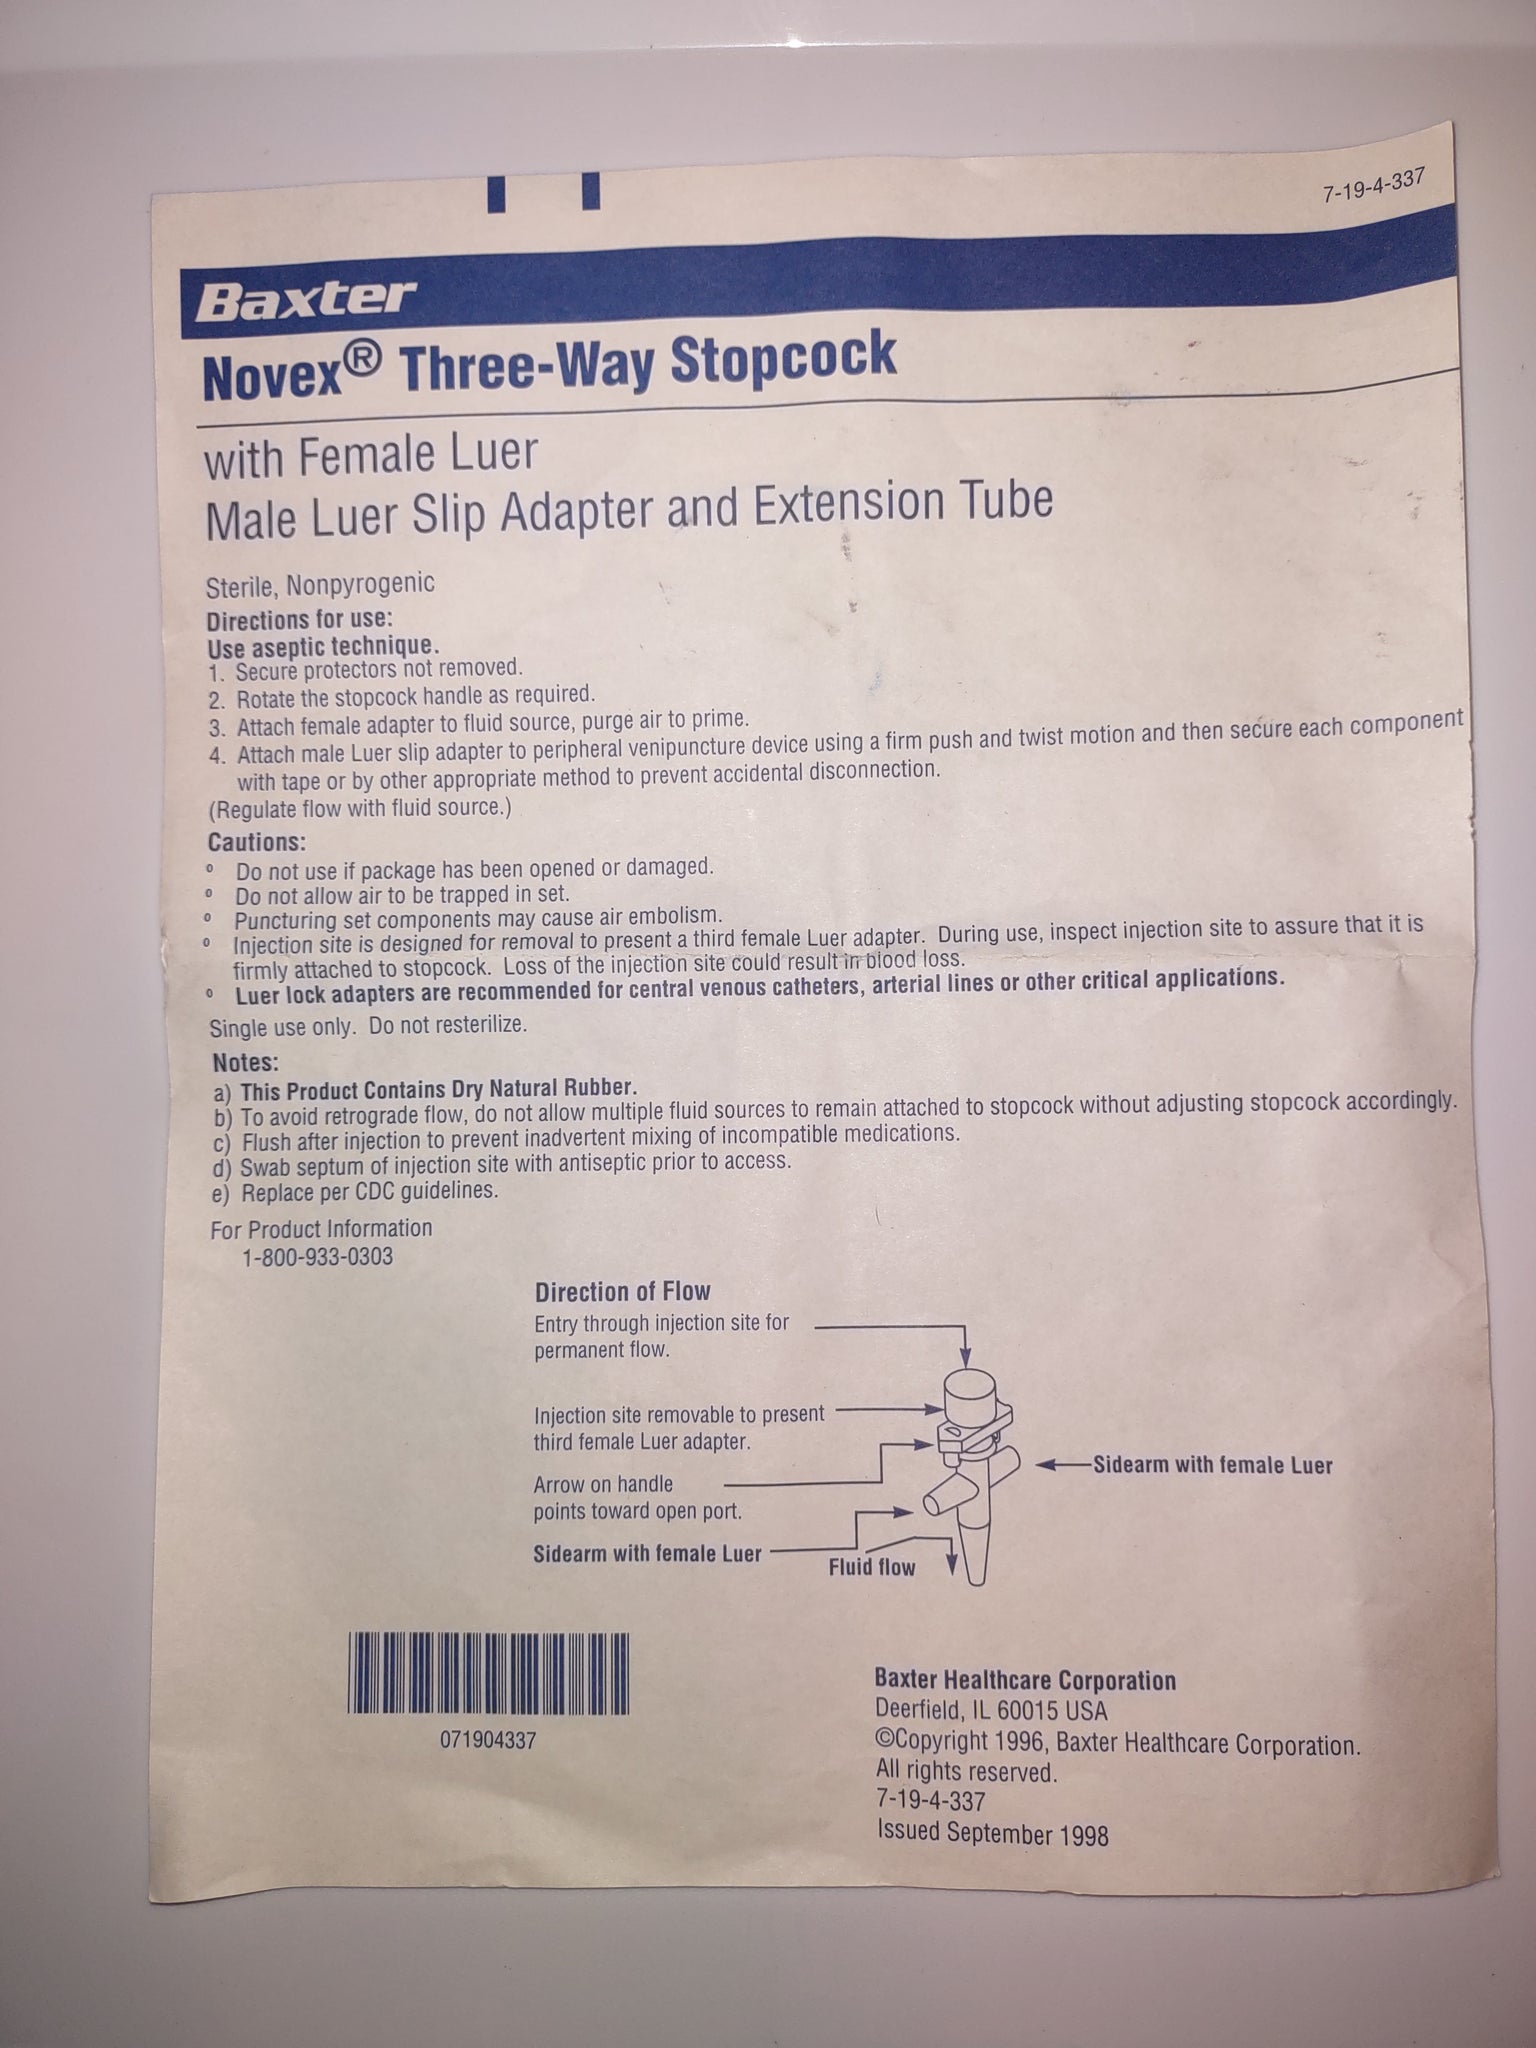 7-19-4-337
Baxter
Novex® Three-Way Stopcock
with Female Luer
Male Luer Slip Adapter and Extension Tube
Sterile, Nonpyrogenic
Directions for use:
Use aseptic technique.
1. Secure protectors not removed.
2. Rotate the stopcock handle as required.
3. Attach female adapter to fluid source, purge air to prime.
4. Attach male Luer slip adapter to peripheral venipuncture device using a firm push and twist motion and then secure each component
with tape or by other appropriate method to prevent accidental disconnection.
(Regulate flow with fluid source.)
Cautions:
° Do not use if package has been opened or damaged.
° Do not allow air to be trapped in set.
° Puncturing set components may cause air embolism.
° Injection site is designed for removal to present a third female Luer adapter. During use, inspect injection site to assure that it is
firmly attached to stopcock. Loss of the injection site could result in blood loss.
° Luer lock adapters are recommended for central venous catheters, arterial lines or other critical applications.
Single use only. Do not resterilize.
Notes:
a) This Product Contains Dry Natural Rubber.
b) To avoid retrograde flow, do not allow multiple fluid sources to remain attached to stopcock without adjusting stopcock accordingly.
c) Flush after injection to prevent inadvertent mixing of incompatible medications.
d) Swab septum of injection site with antiseptic prior to access.
e) Replace per CDC guidelines.
For Product Information
1-800-933-0303
Direction of Flow
Entry through injection site for
permanent flow.
Injection site removable to present
third female Luer adapter.
Arrow on handle
points toward open port.
Sidearm with female Luer
Sidearm with female Luer
Fluid flow
071904337
Baxter Healthcare Corporation
Deerfield, IL 60015 USA
©Copyright 1996, Baxter Healthcare Corporation.
All rights reserved.
7-19-4-337
Issued September 1998